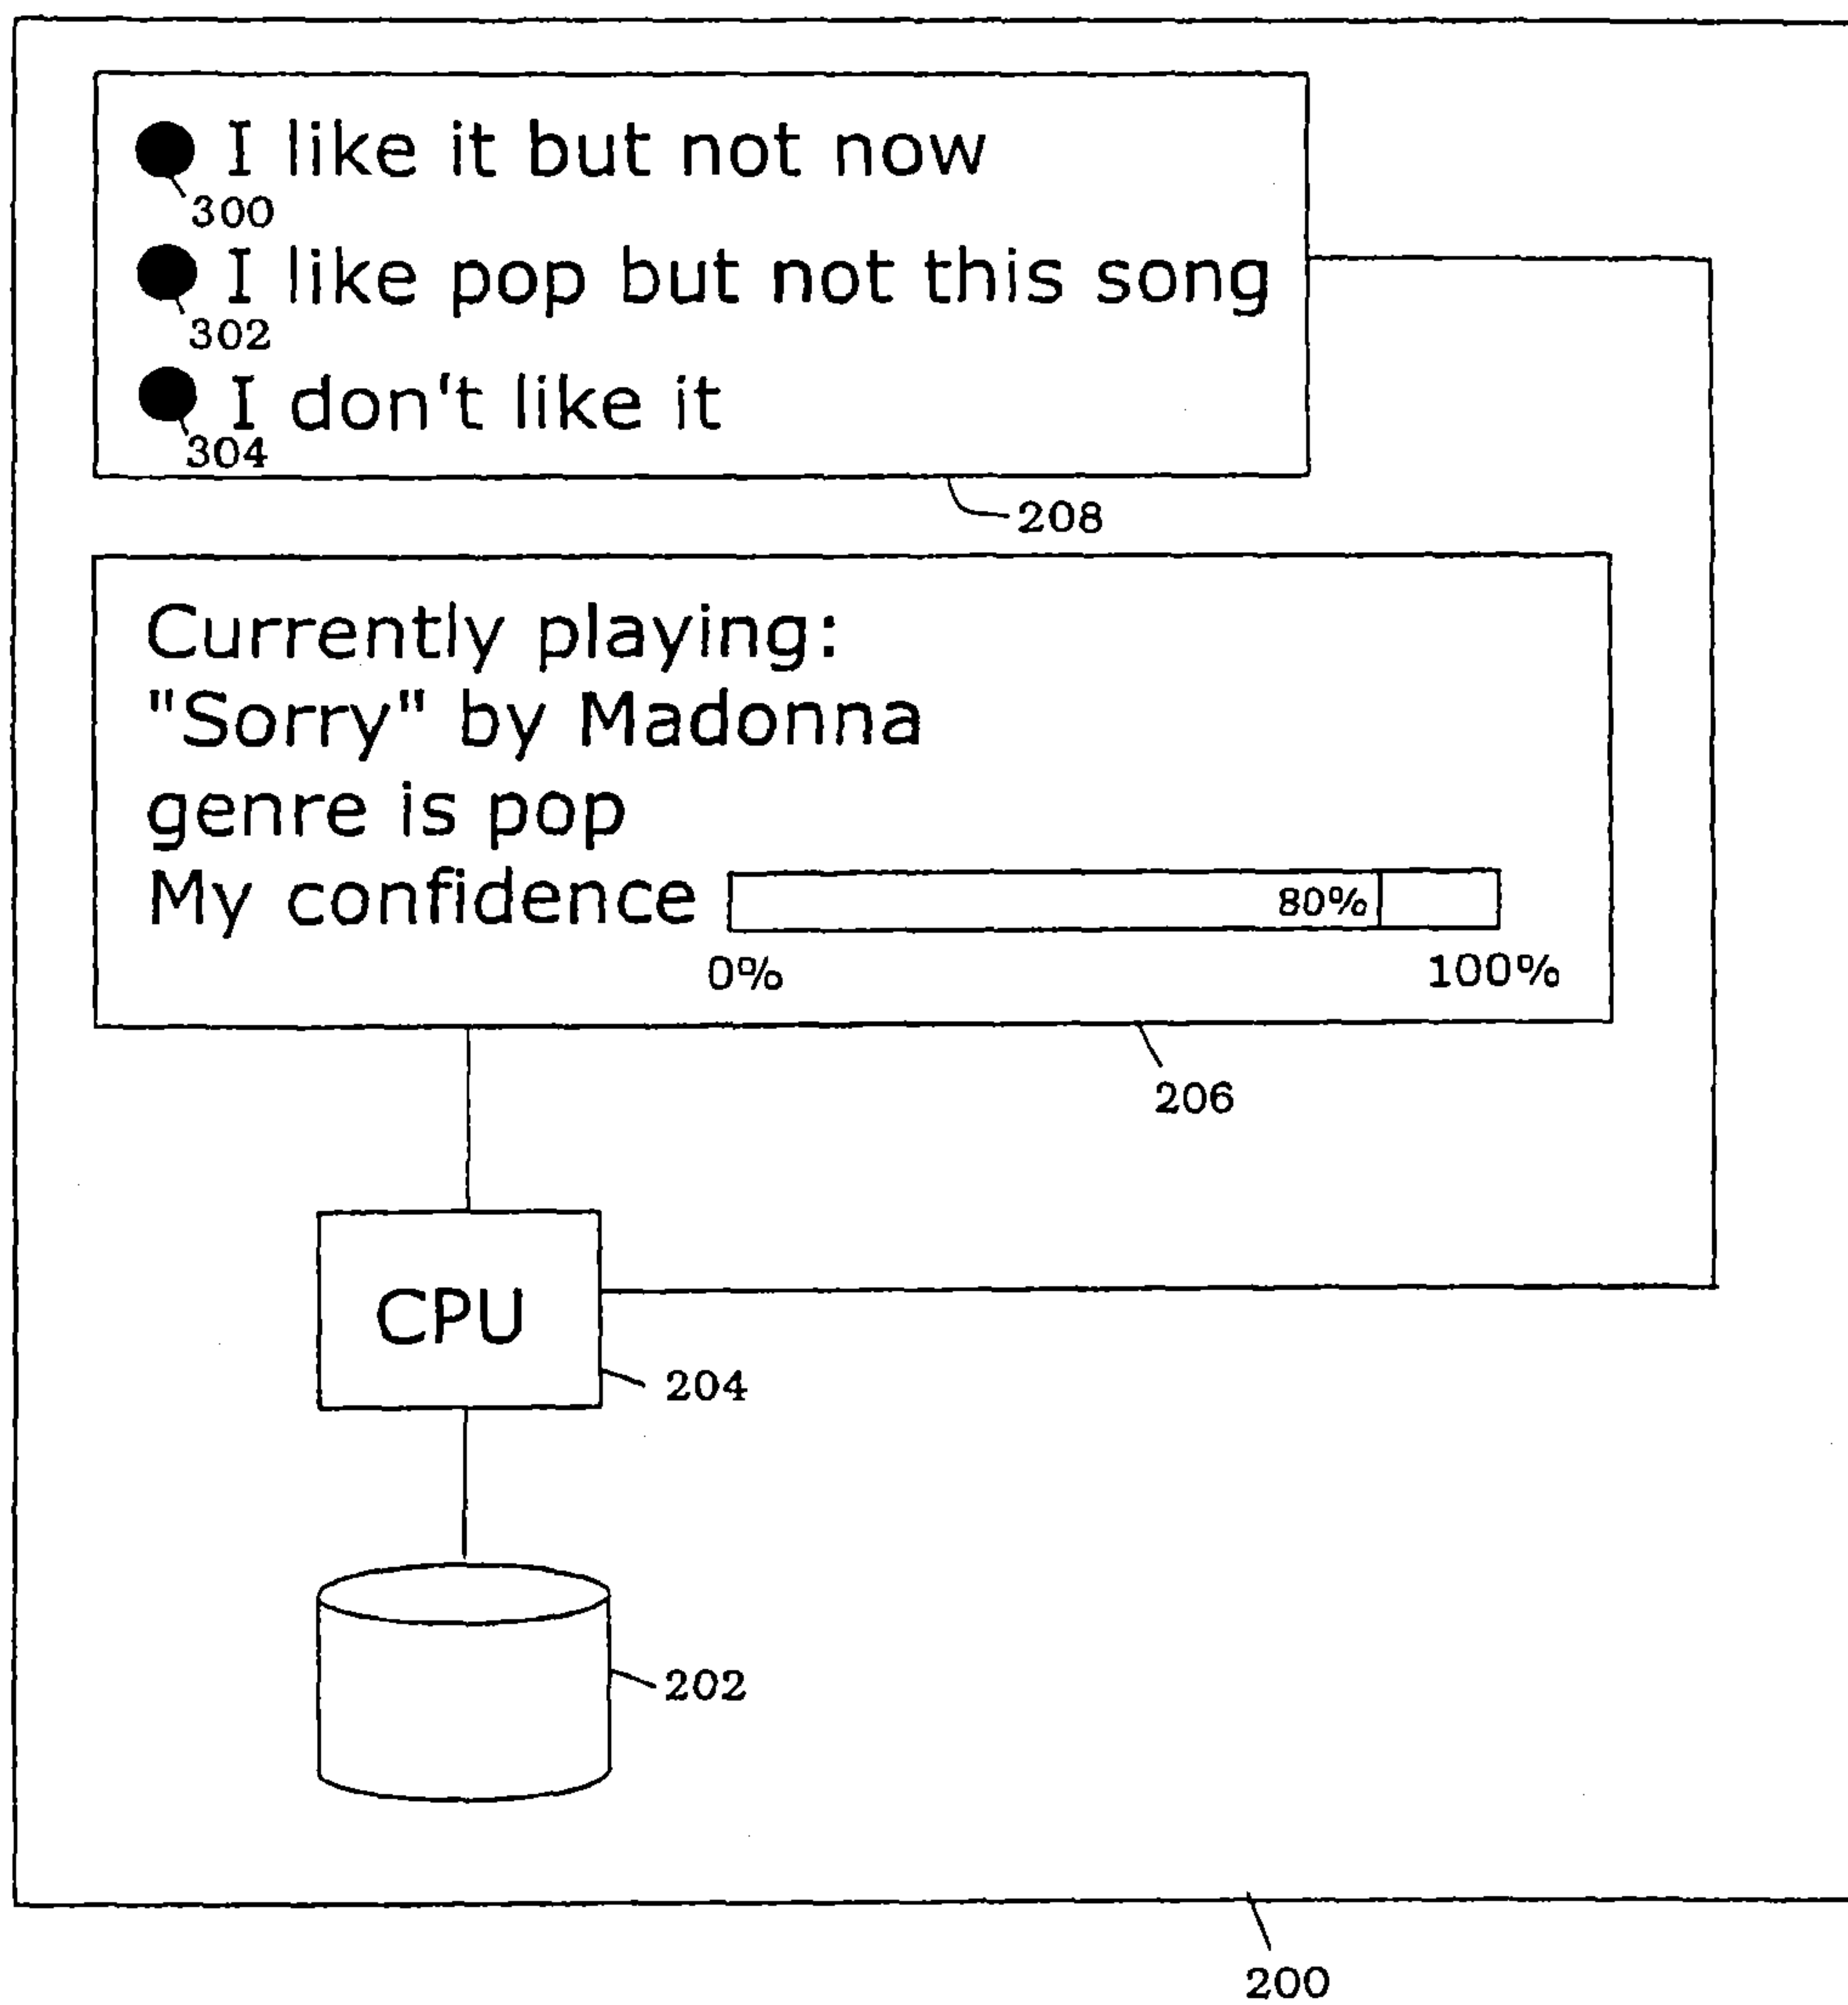 I like it but not now
300
I like pop but not this song
302
I don't like it
304
208
Currently playing:
"Sorry" by Madonna
genre is pop
My confidence 80%
0% 100%
206
CPU
204
202
200